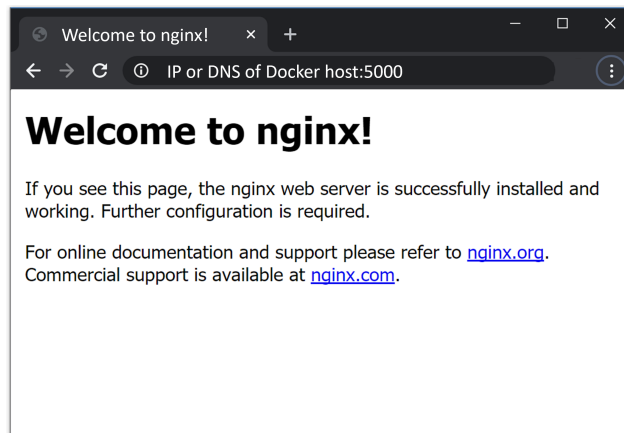 Welcome to nginx!
IP or DNS of Docker host:5000
Welcome to nginx!
If you see this page, the nginx web server is successfully installed and
working. Further configuration is required.
For online documentation and support please refer to nginx.org.
Commercial support is available at nginx.com.